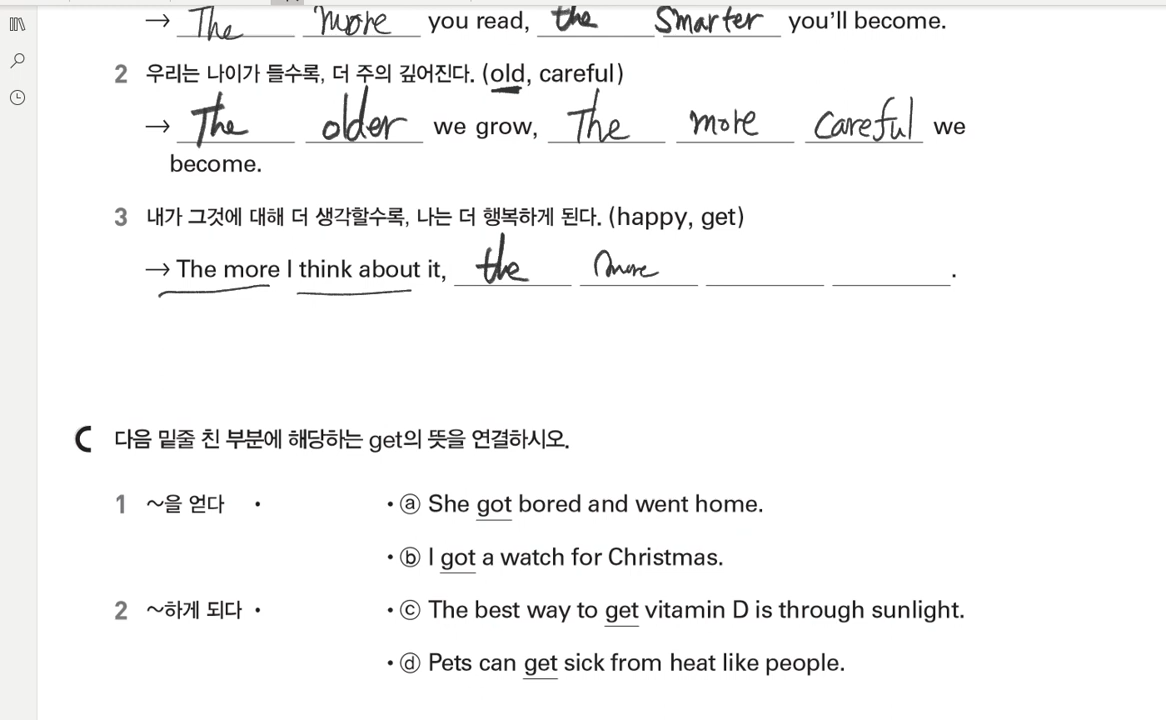 → The more you read, the Smarter you'll become.
2 우리는 나이가 들수록, 더 주의 깊어진다. (old, careful)
→ The older we grow, The more careful we
become.
3 내가 그것에 대해 더 생각할수록, 나는 더 행복하게 된다. (happy, get)
→ The more I think about it, the more
.
C 다음 밑줄 친 부분에 해당하는 get의 뜻을 연결하시오.
1 ~을 얻다 • • ⓐ She got bored and went home.
• ⓑ I got a watch for Christmas.
2 ~하게 되다 • • ⓒ The best way to get vitamin D is through sunlight.
• ⓓ Pets can get sick from heat like people.